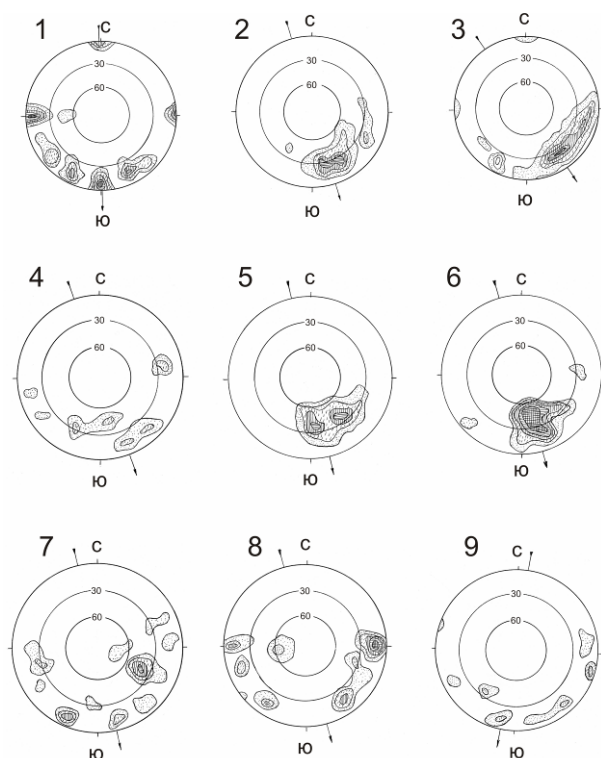 1 С 30 60 Ю
2 С 30 60 Ю
3 С 30 60 Ю
4 С 30 60 Ю
5 С 30 60 Ю
6 С 30 60 Ю
7 С 30 60 Ю
8 С 30 60 Ю
9 С 30 60 Ю